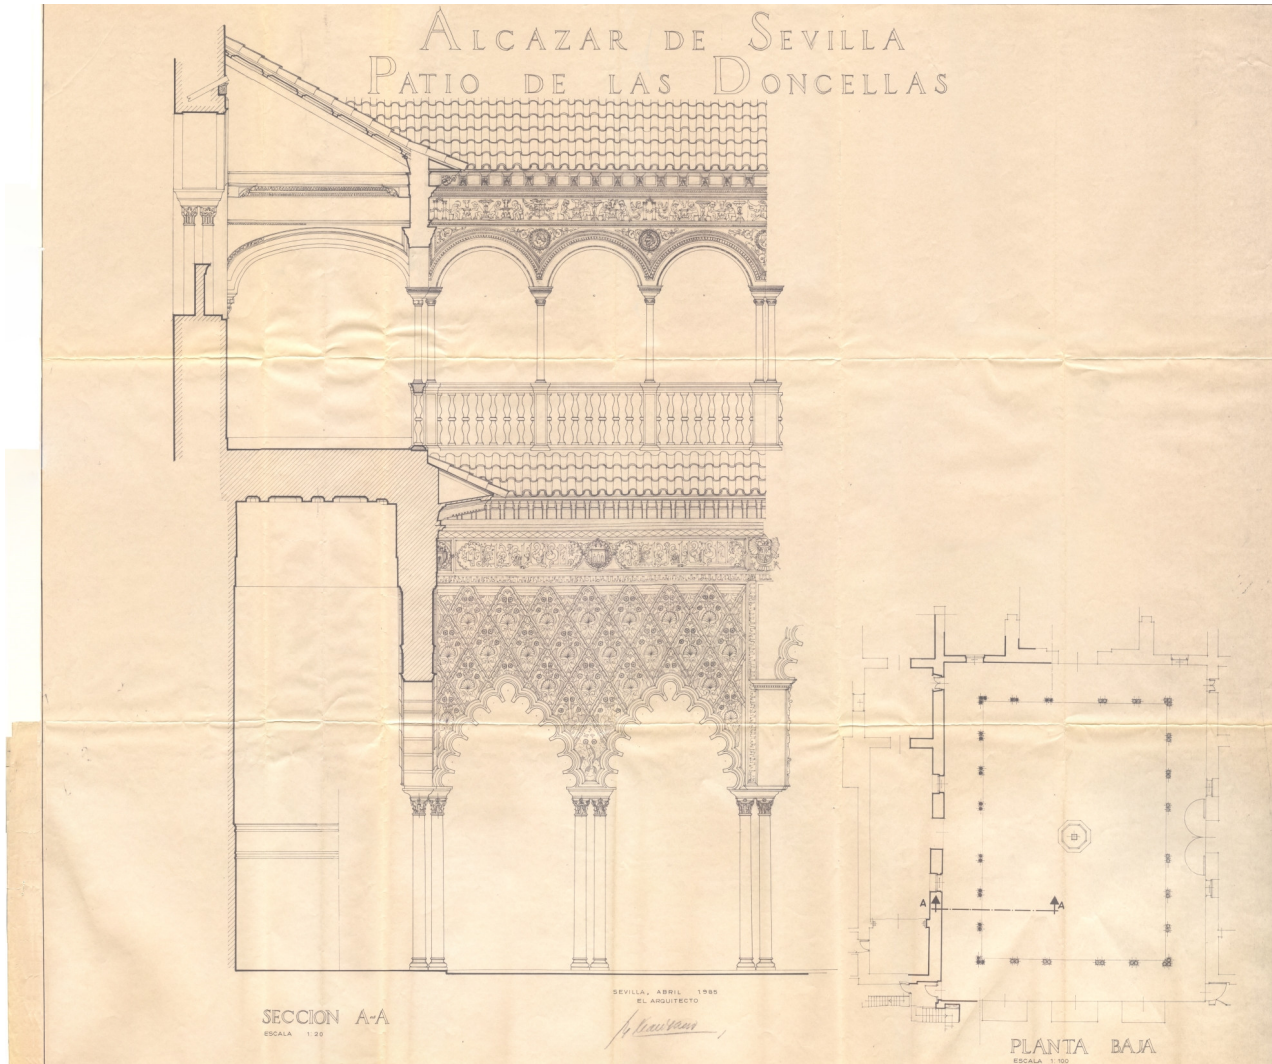 ALCAZAR DE SEVILLA
PATIO DE LAS DONCELLAS
A A
SECCION A-A
ESCALA 1:20
SEVILLA, ABRIL 1965
EL ARQUITECTO
PLANTA BAJA
ESCALA 1:100